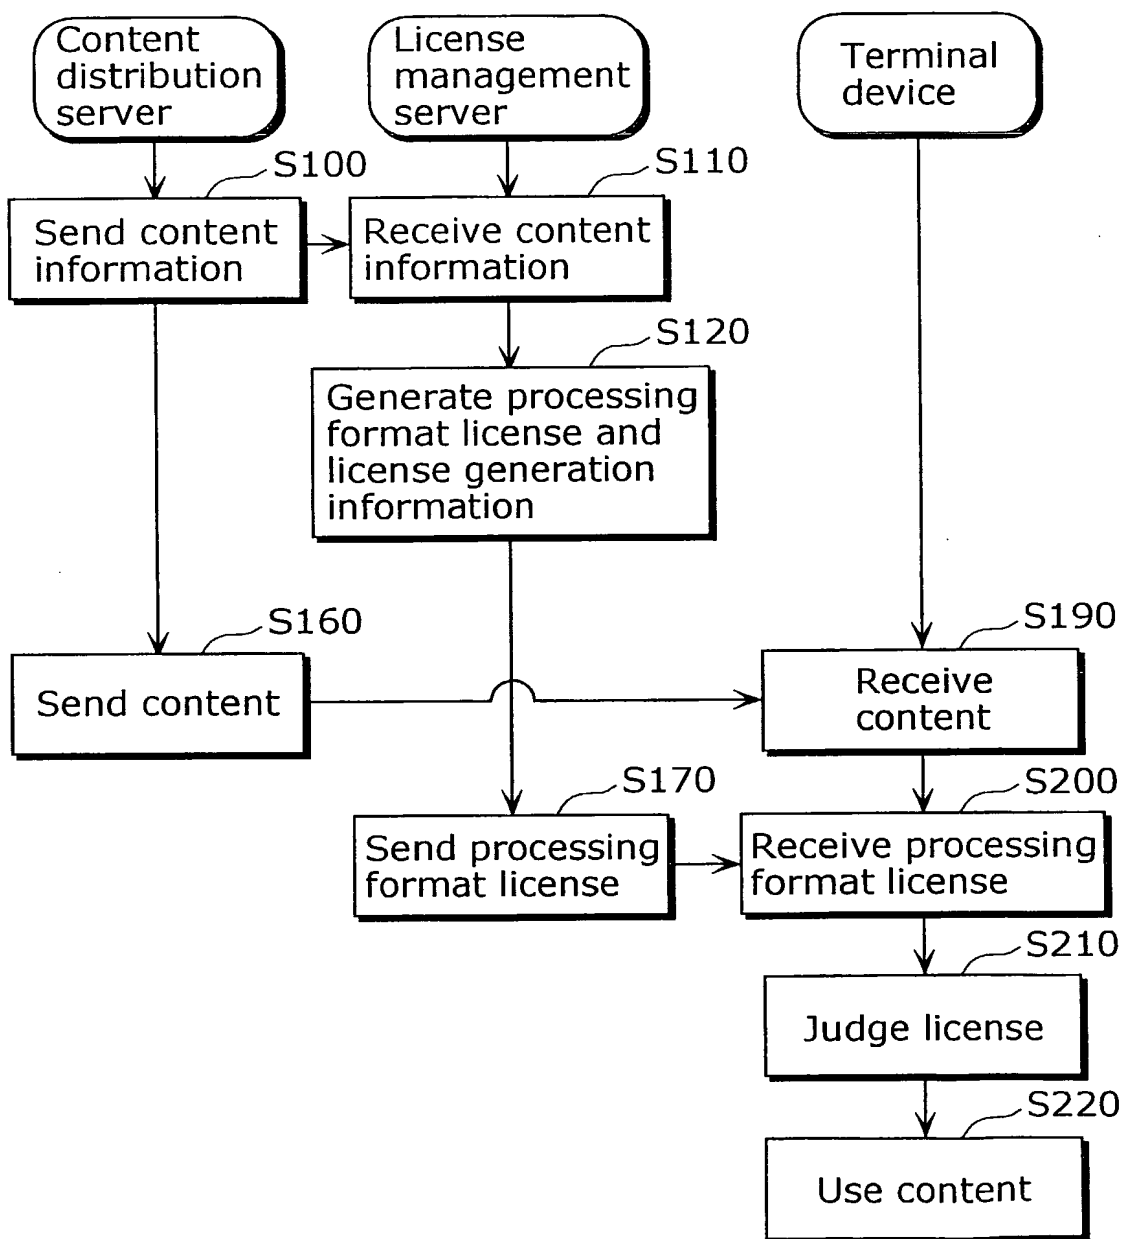 Content
distribution
server
License
management
server
Terminal
device
S100
S110
Send content
information
Receive content
information
S120
Generate processing
format license and
license generation
information
S160
S190
Send content
Receive
content
S170
S200
Send processing
format license
Receive processing
format license
S210
Judge license
S220
Use content